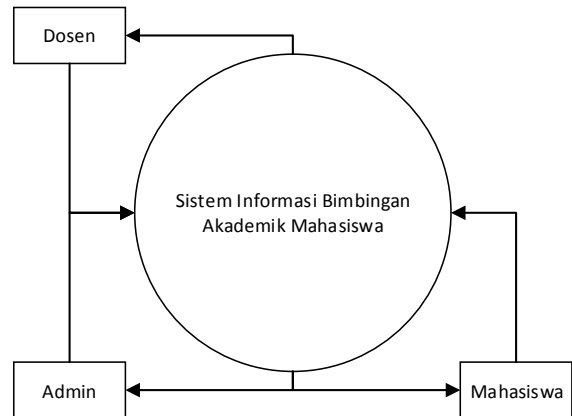 Dosen
Sistem Informasi Bimbingan
Akademik Mahasiswa
Admin
Mahasiswa